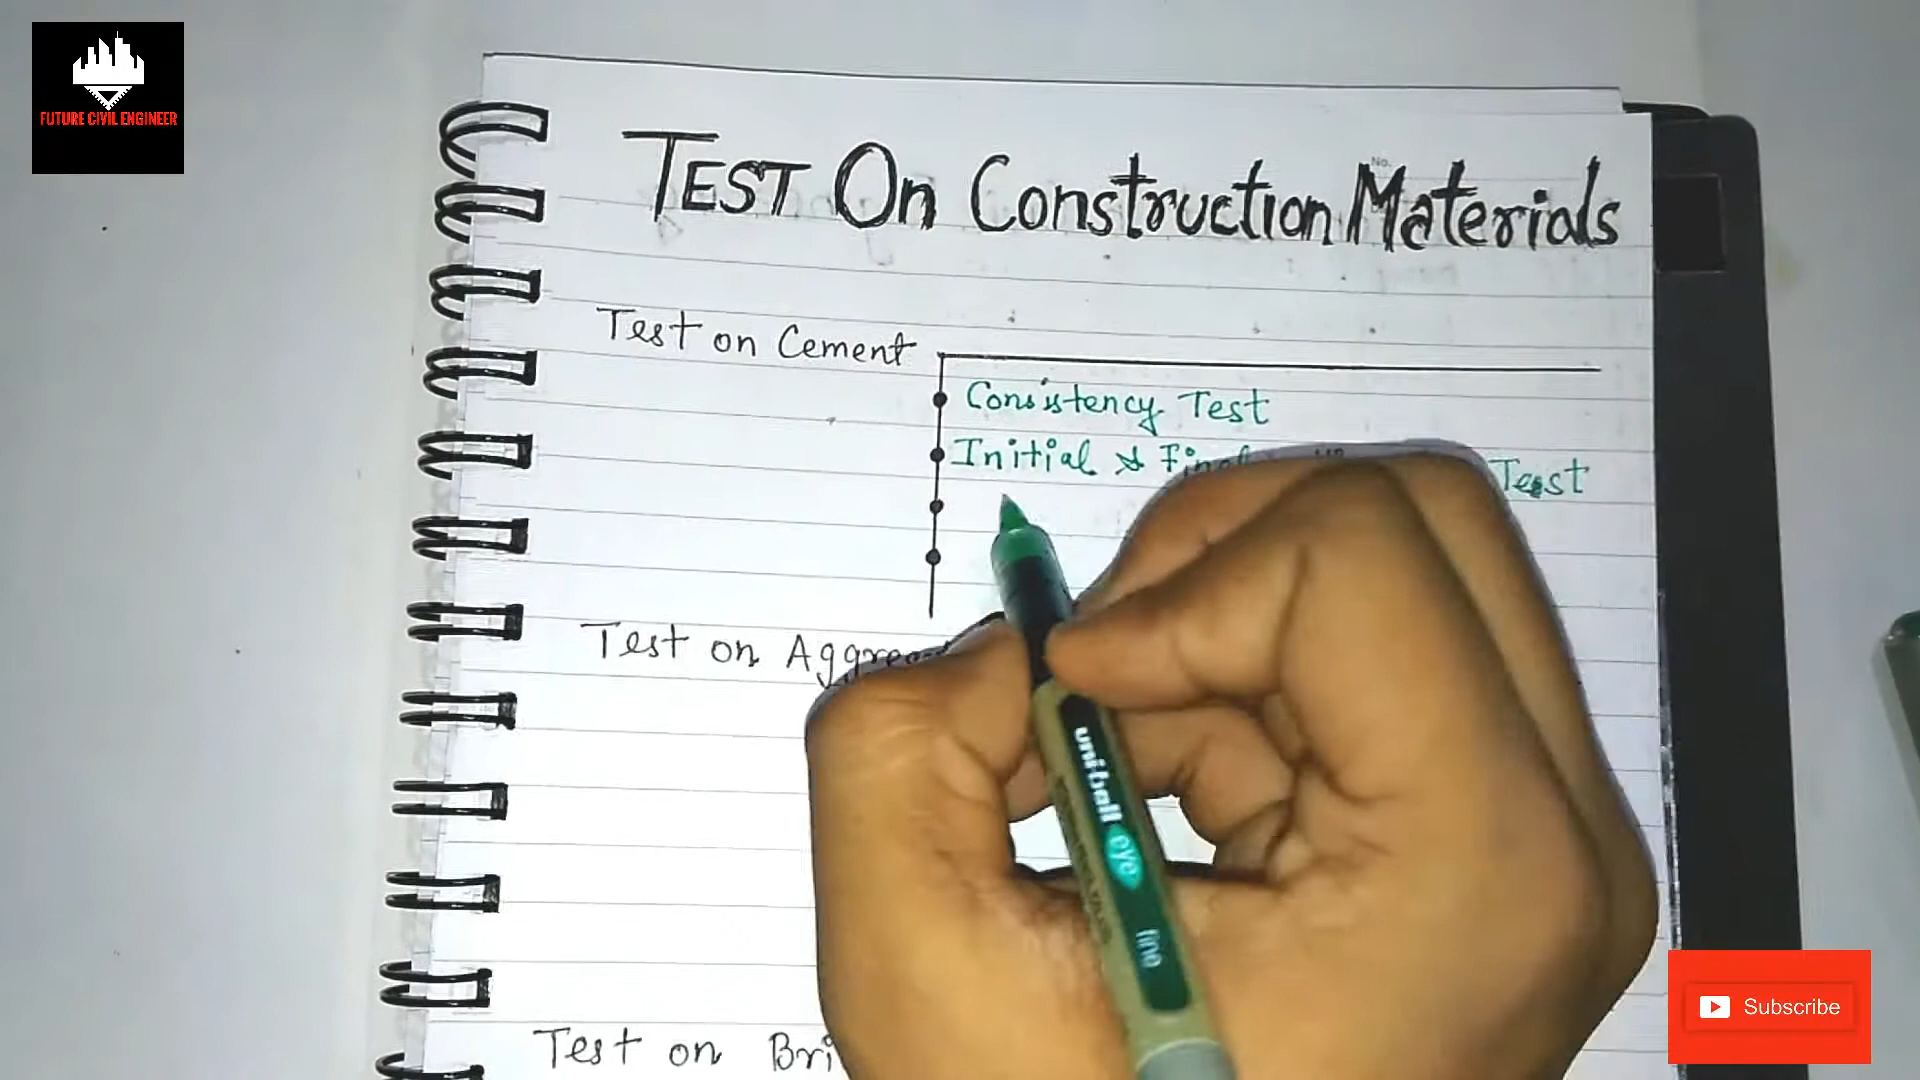 FUTURE CIVIL ENGINEER
No.
TEST On Construction Materials
Test on Cement
Consistency Test
Initial & Test
Test on
Test on
uniball eye fine
Subscribe